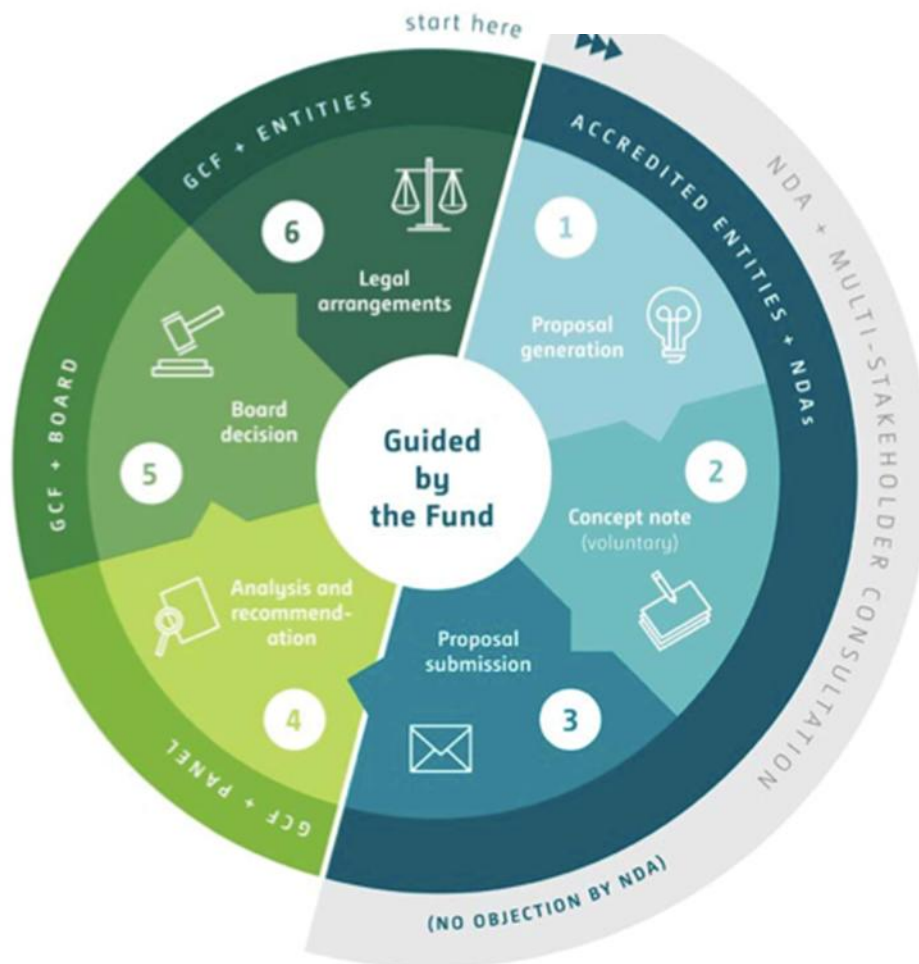 start here
GCF + ENTITIES
ACCREDITED ENTITIES + NDAs
NDA + MULTI-STAKEHOLDER CONSULTATION
1
Proposal
generation
2
Concept note
(voluntary)
3
Proposal
submission
(NO OBJECTION BY NDA)
4
Analysis and
recommend-
ation
GCF + PANEL
5
Board
decision
GCF + BOARD
6
Legal
arrangements
Guided
by
the Fund